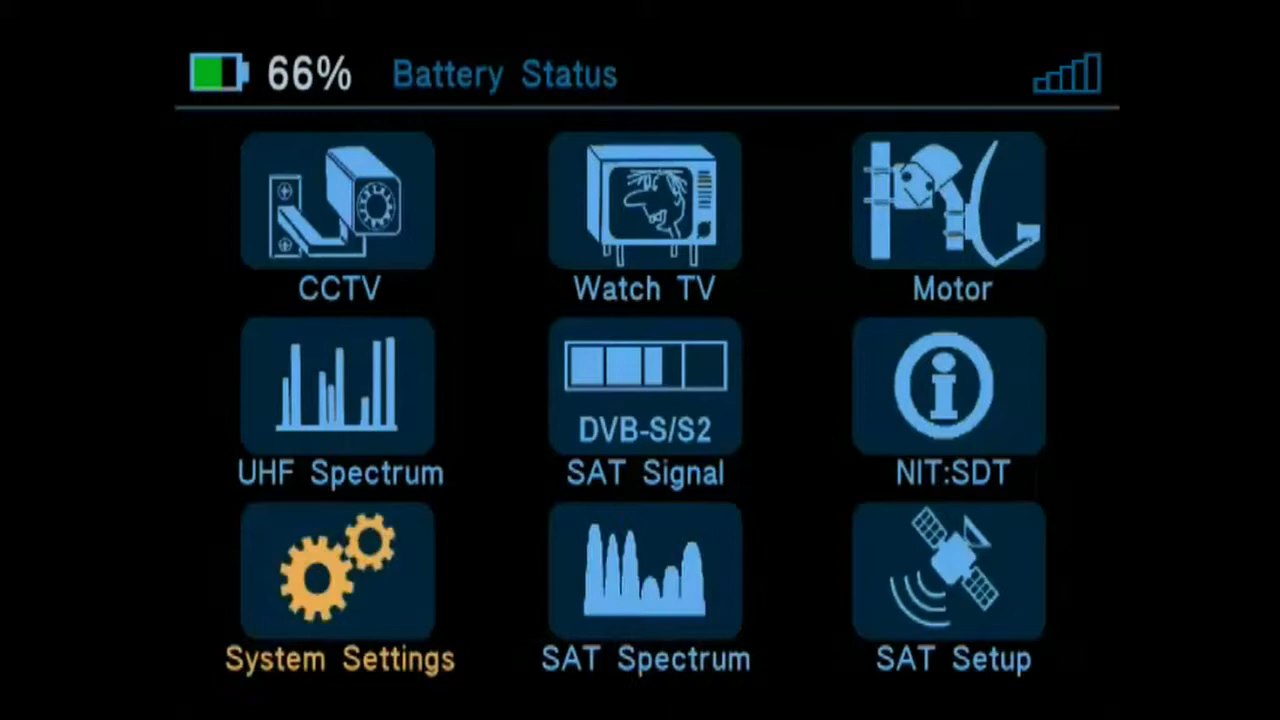 66% Battery Status
CCTV Watch TV Motor
DVB-S/S2
UHF Spectrum SAT Signal NIT:SDT
System Settings SAT Spectrum SAT Setup